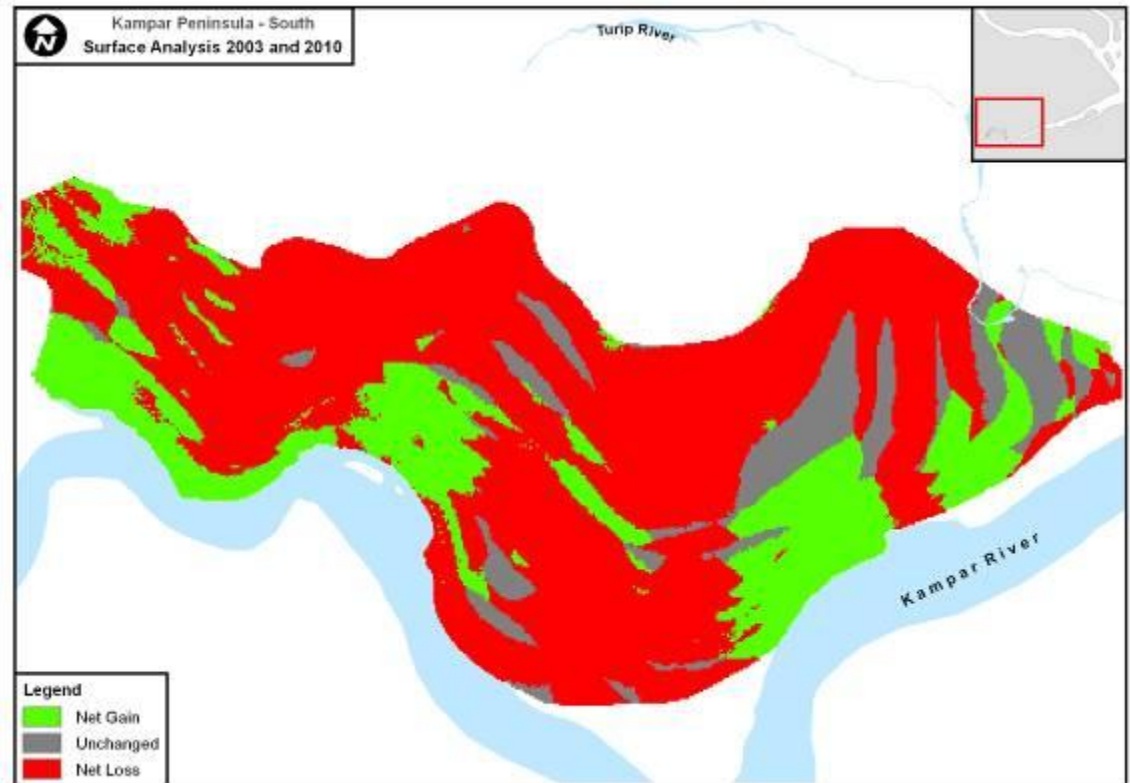 N
Kampar Peninsula - South
Surface Analysis 2003 and 2010
Turip River
Kampar River
Legend
Net Gain
Unchanged
Net Loss